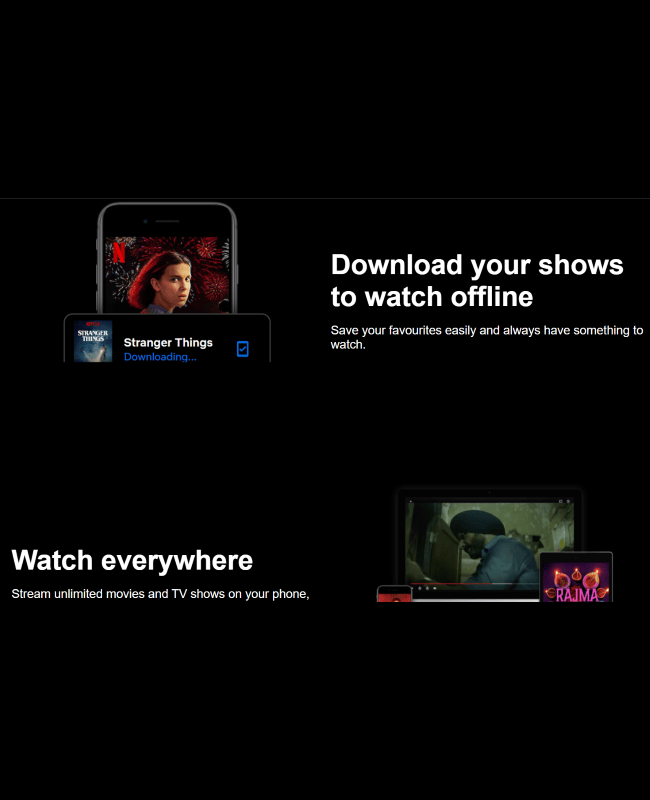 N
STRANGER
THINGS
Stranger Things
Downloading...
Download your shows
to watch offline
Save your favourites easily and always have something to
watch.
Watch everywhere
Stream unlimited movies and TV shows on your phone,
RAJMA